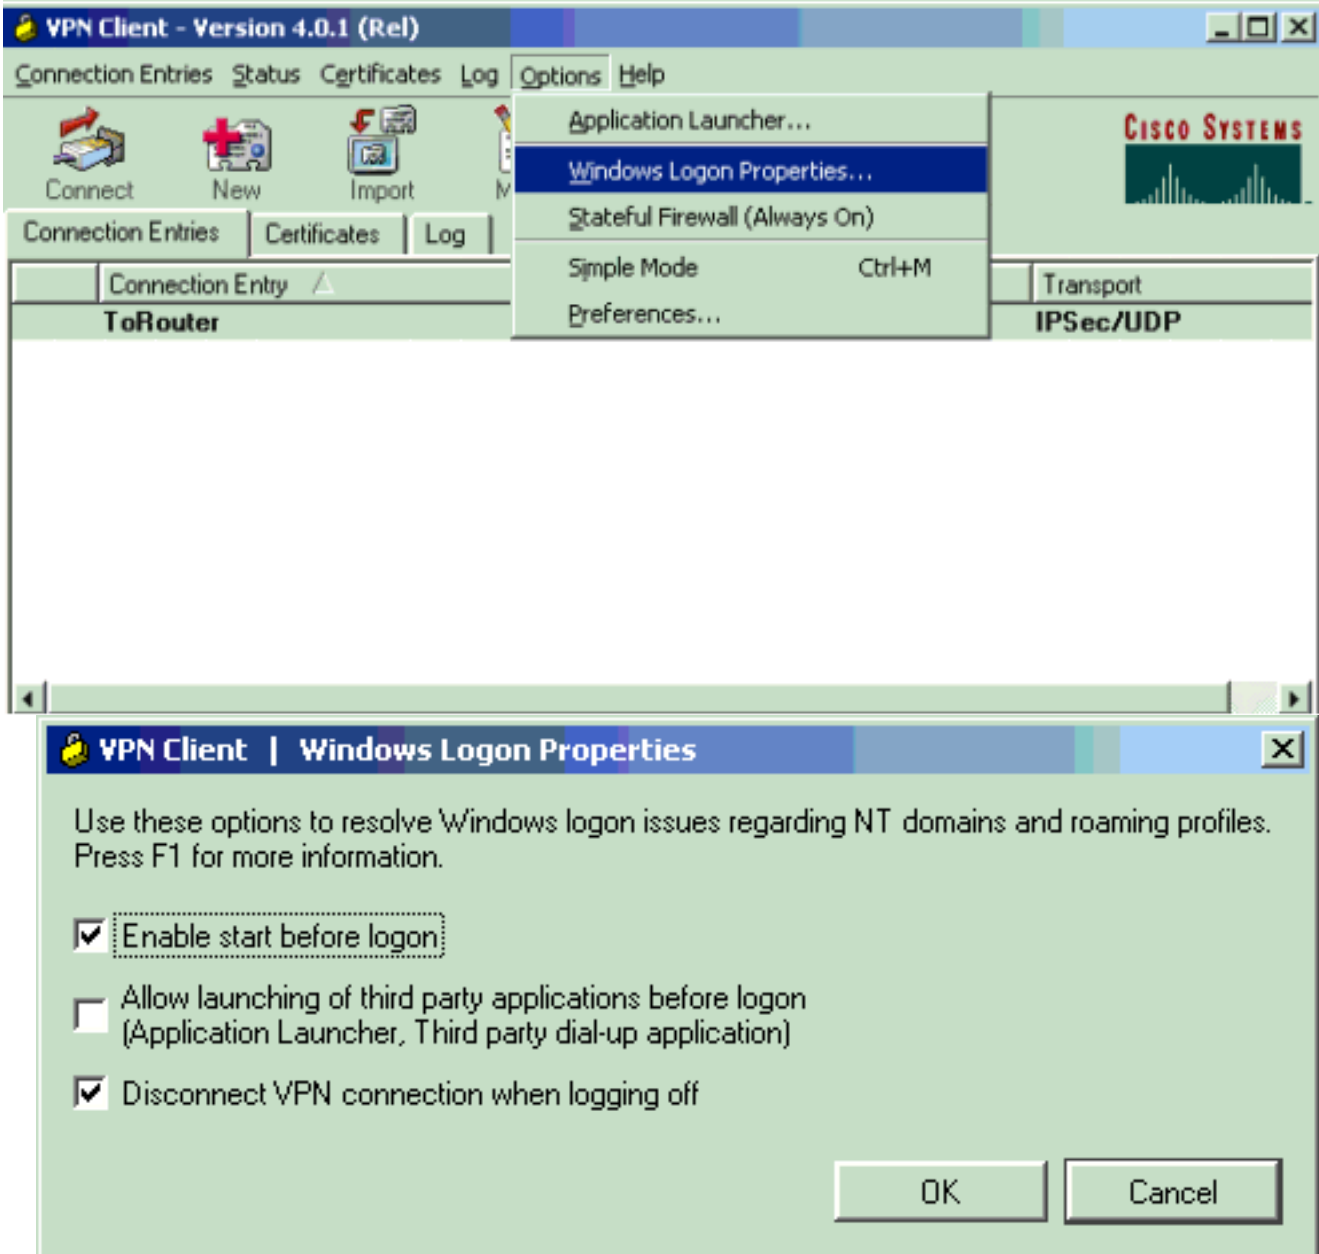 VPN Client - Version 4.0.1 (Rel)
Connection Entries Status Certificates Log Options Help
Application Launcher...
CISCO SYSTEMS
Windows Logon Properties...
Connect New Import
Stateful Firewall (Always On)
Connection Entries Certificates Log
Simple Mode Ctrl+M
Connection Entry Transport
Preferences...
ToRouter IPSec/UDP
VPN Client | Windows Logon Properties
Use these options to resolve Windows logon issues regarding NT domains and roaming profiles.
Press F1 for more information.
Enable start before logon
Allow launching of third party applications before logon
(Application Launcher, Third party dial-up application)
Disconnect VPN connection when logging off
OK Cancel